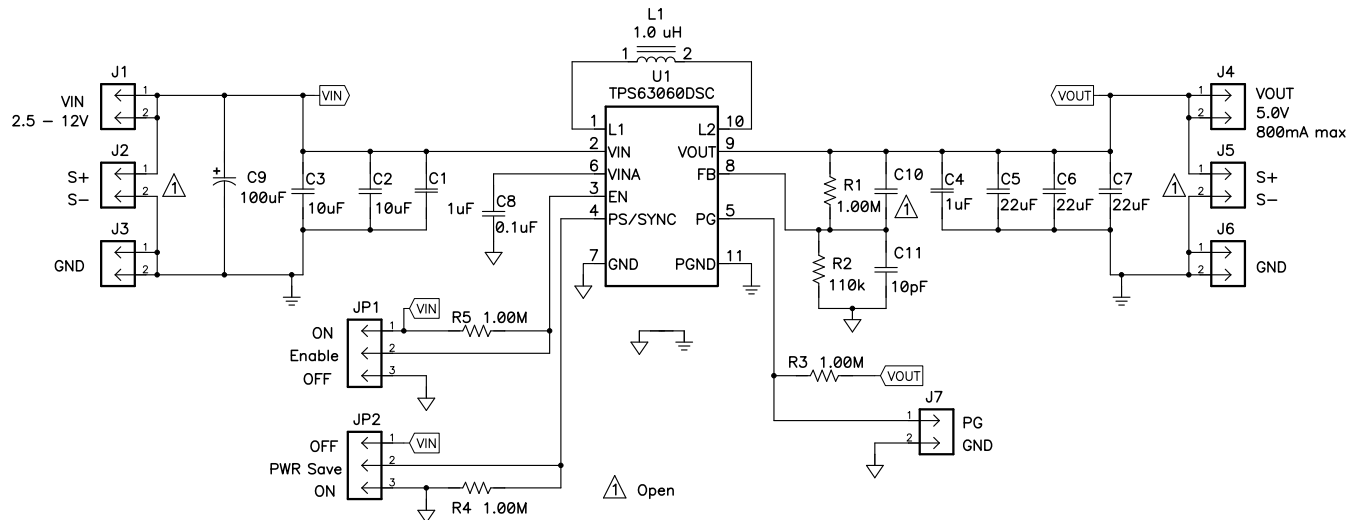 L1
1.0 uH
1 2
U1
TPS63060DSC
J1
VIN
2.5 – 12V
1
2
VIN
J2
S+
S–
1
2
1
J3
GND
1
2
C9
+
100uF
C3
10uF
C2
10uF
C1
1uF
C8
0.1uF
1 L1
2 VIN
6 VINA
3 EN
4 PS/SYNC
7 GND
L2 10
VOUT 9
FB 8
PG 5
PGND 11
R1
1.00M
C10
1
R2
110k
C11
10pF
C4
1uF
C5
22uF
C6
22uF
C7
22uF
VOUT
J4
1
2
VOUT
5.0V
800mA max
J5
1
2
S+
S–
1
J6
1
2
GND
JP1
ON
Enable
OFF
1
2
3
VIN
R5 1.00M
JP2
OFF
PWR Save
ON
1
2
3
VIN
R4 1.00M
R3 1.00M
VOUT
J7
1
2
PG
GND
1 Open